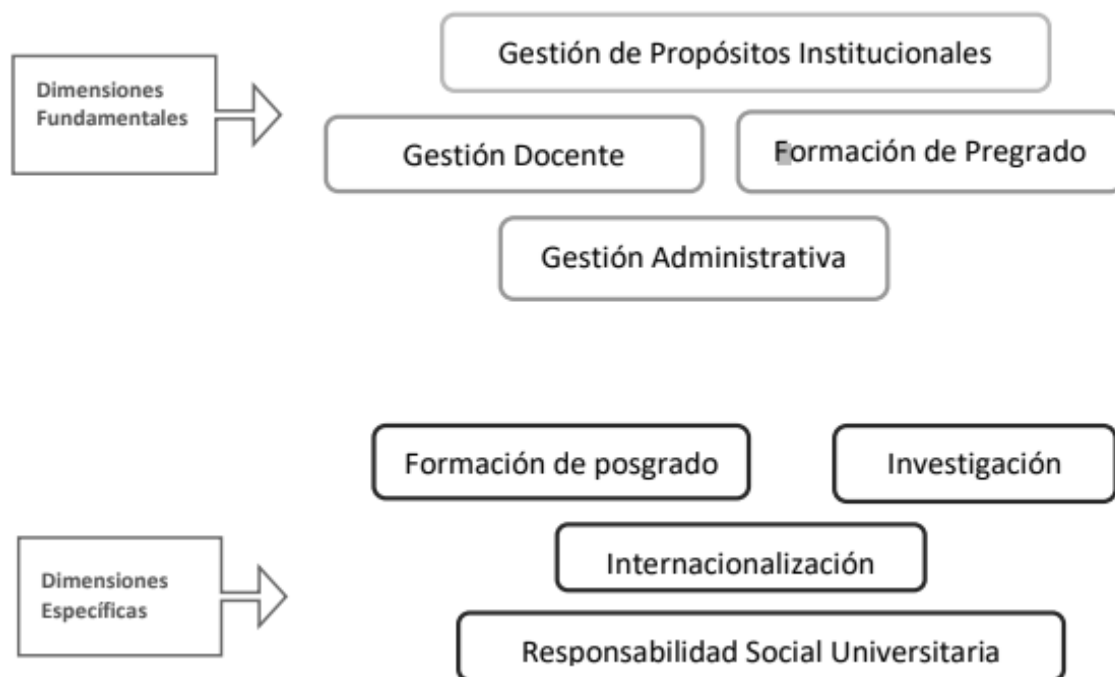 Gestión de Propósitos Institucionales
Dimensiones
Fundamentales
Gestión Docente
Formación de Pregrado
Gestión Administrativa
Formación de posgrado
Investigación
Internacionalización
Dimensiones
Específicas
Responsabilidad Social Universitaria